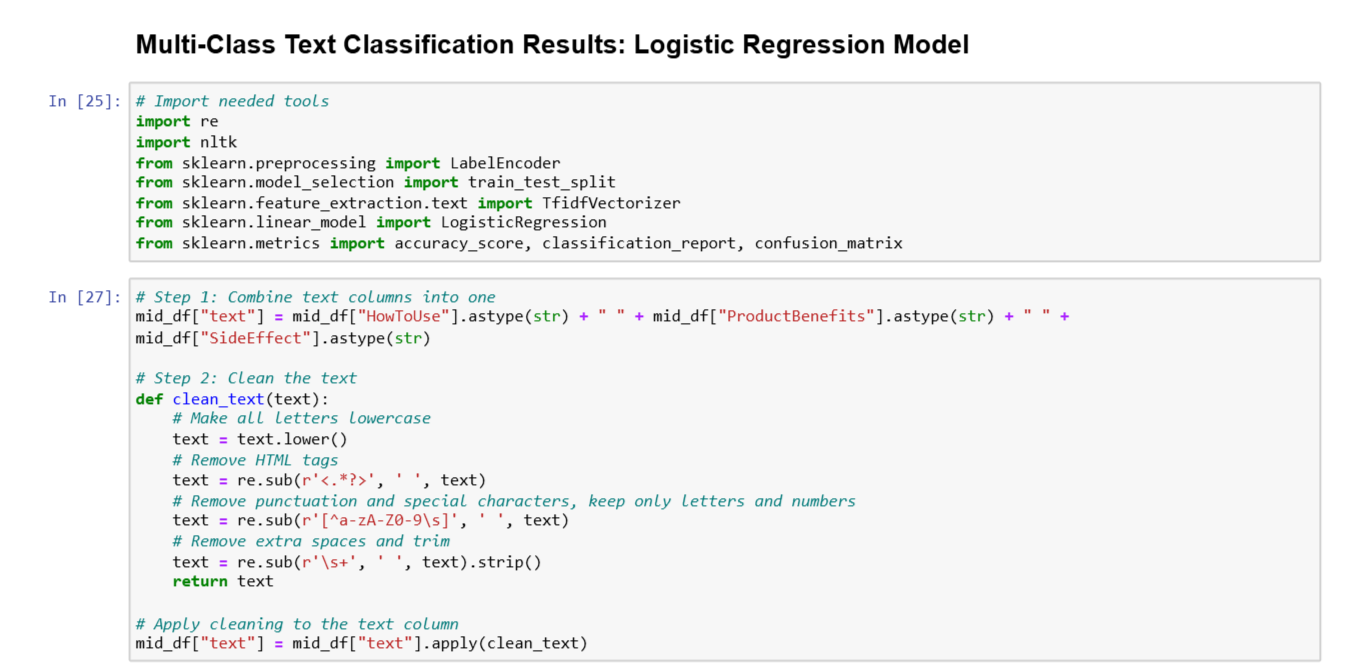 Multi-Class Text Classification Results: Logistic Regression Model
In [25]:
# Import needed tools
import re
import nltk
from sklearn.preprocessing import LabelEncoder
from sklearn.model_selection import train_test_split
from sklearn.feature_extraction.text import TfidfVectorizer
from sklearn.linear_model import LogisticRegression
from sklearn.metrics import accuracy_score, classification_report, confusion_matrix
In [27]:
# Step 1: Combine text columns into one
mid_df["text"] = mid_df["HowToUse"].astype(str) + " " + mid_df["ProductBenefits"].astype(str) + " " +
mid_df["SideEffect"].astype(str)
# Step 2: Clean the text
def clean_text(text):
    # Make all letters lowercase
    text = text.lower()
    # Remove HTML tags
    text = re.sub(r'<.*?>', ' ', text)
    # Remove punctuation and special characters, keep only letters and numbers
    text = re.sub(r'[^a-zA-Z0-9\s]', ' ', text)
    # Remove extra spaces and trim
    text = re.sub(r'\s+', ' ', text).strip()
    return text
# Apply cleaning to the text column
mid_df["text"] = mid_df["text"].apply(clean_text)